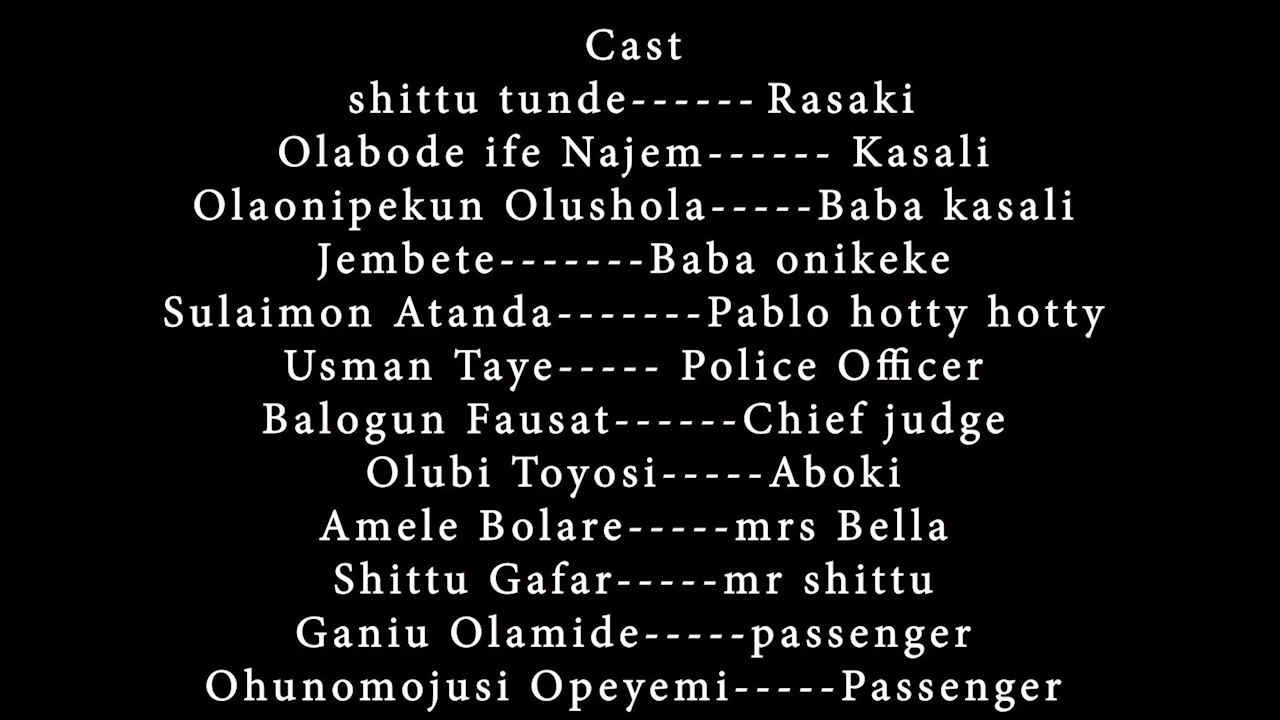 Cast
shittu tunde------ Rasaki
Olabode ife Najem------ Kasali
Olaonipekun Olushola-----Baba kasali
Jembete-------Baba onikeke
Sulaimon Atanda-------Pablo hotty hotty
Usman Taye----- Police Officer
Balogun Fausat------Chief judge
Olubi Toyosi-----Aboki
Amele Bolare-----mrs Bella
Shittu Gafar-----mr shittu
Ganiu Olamide-----passenger
Ohunomojusi Opeyemi-----Passenger